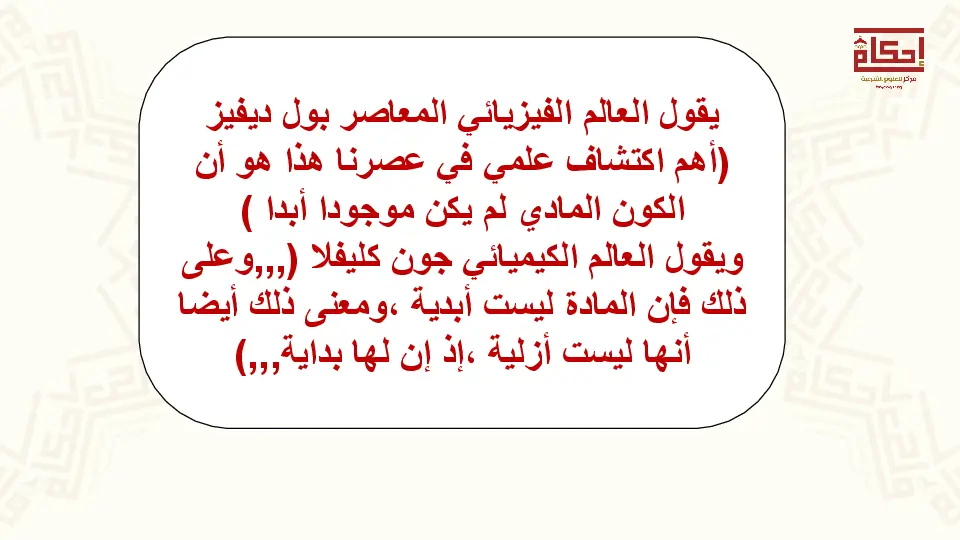 إحكام
مركز للعلوم الشرعية
يقول العالم الفيزيائي المعاصر بول ديفيز
(أهم اكتشاف علمي في عصرنا هذا هو أن
الكون المادي لم يكن موجودا أبدا )
ويقول العالم الكيميائي جون كليفلا (,,,وعلى
ذلك فإن المادة ليست أبدية ،ومعنى ذلك أيضا
أنها ليست أزلية ،إذ إن لها بداية,,,)